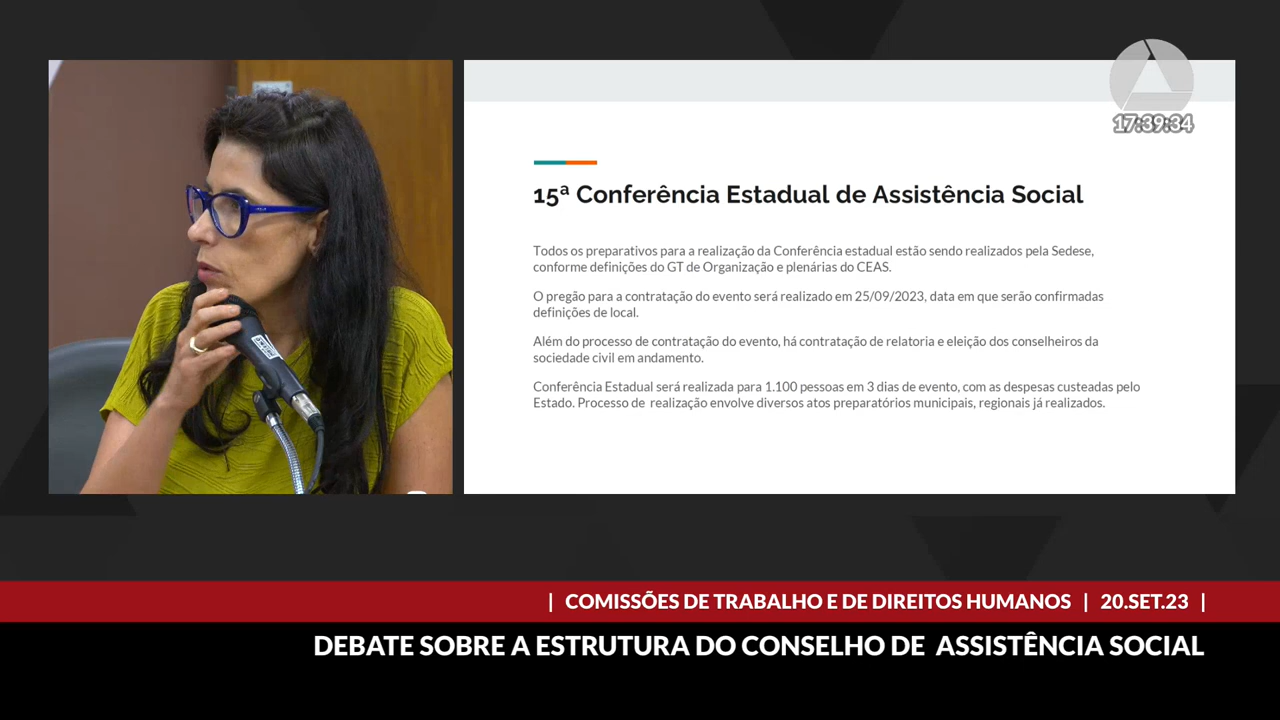 17:39:34
15ª Conferência Estadual de Assistência Social
Todos os preparativos para a realização da Conferência estadual estão sendo realizados pela Sedese,
conforme definições do GT de Organização e plenárias do CEAS.
O pregão para a contratação do evento será realizado em 25/09/2023, data em que serão confirmadas
definições de local.
Além do processo de contratação do evento, há contratação de relatoria e eleição dos conselheiros da
sociedade civil em andamento.
Conferência Estadual será realizada para 1.100 pessoas em 3 dias de evento, com as despesas custeadas pelo
Estado. Processo de  realização envolve diversos atos preparatórios municipais, regionais já realizados.
| COMISSÕES DE TRABALHO E DE DIREITOS HUMANOS | 20.SET.23 |
DEBATE SOBRE A ESTRUTURA DO CONSELHO DE  ASSISTÊNCIA SOCIAL